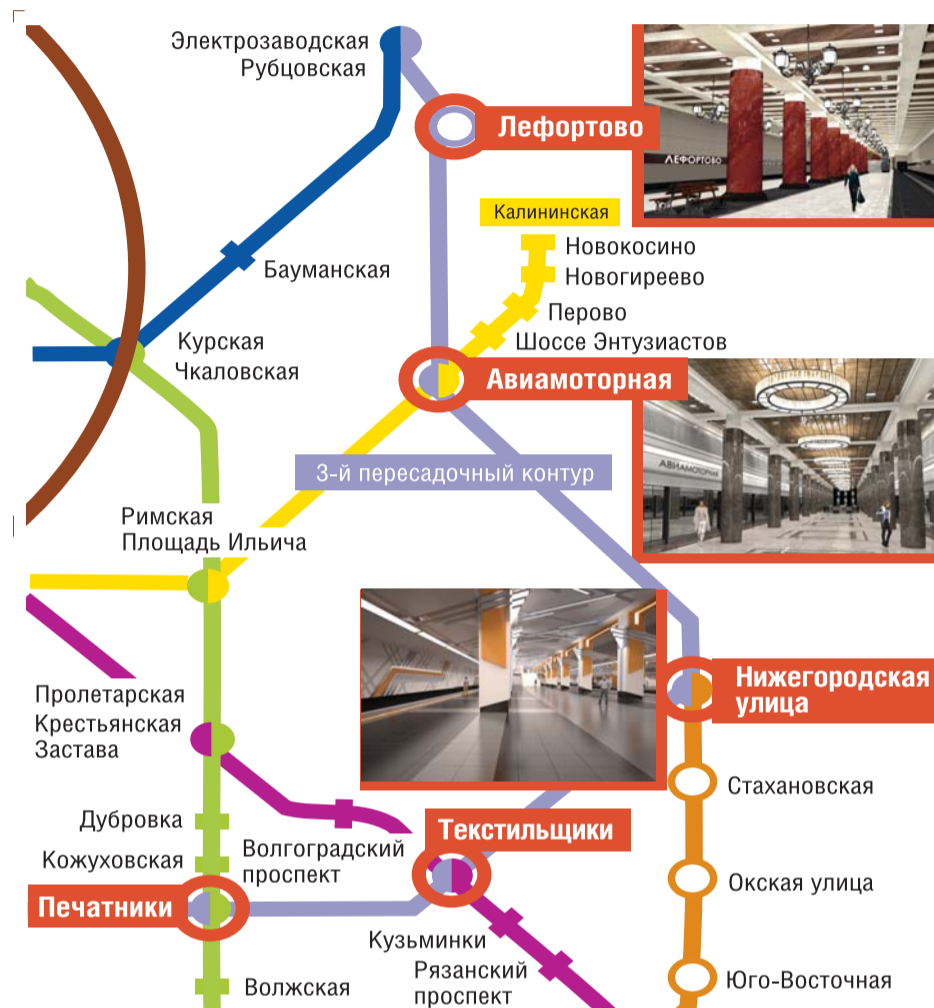 Электрозаводская
Рубцовская
Лефортово
ЛЕФОРТОВО
Калининская
Новокосино
Новогиреево
Перово
Шоссе Энтузиастов
Бауманская
Курская
Чкаловская
Авиамоторная
АВИАМОТОРНАЯ
3-й пересадочный контур
Римская
Площадь Ильича
Нижегородская
улица
Пролетарская
Крестьянская
Застава
Стахановская
Дубровка
Текстильщики
Кожуховская
Волгоградский
проспект
Окская улица
Печатники
Кузьминки
Рязанский
проспект
Юго-Восточная
Волжская